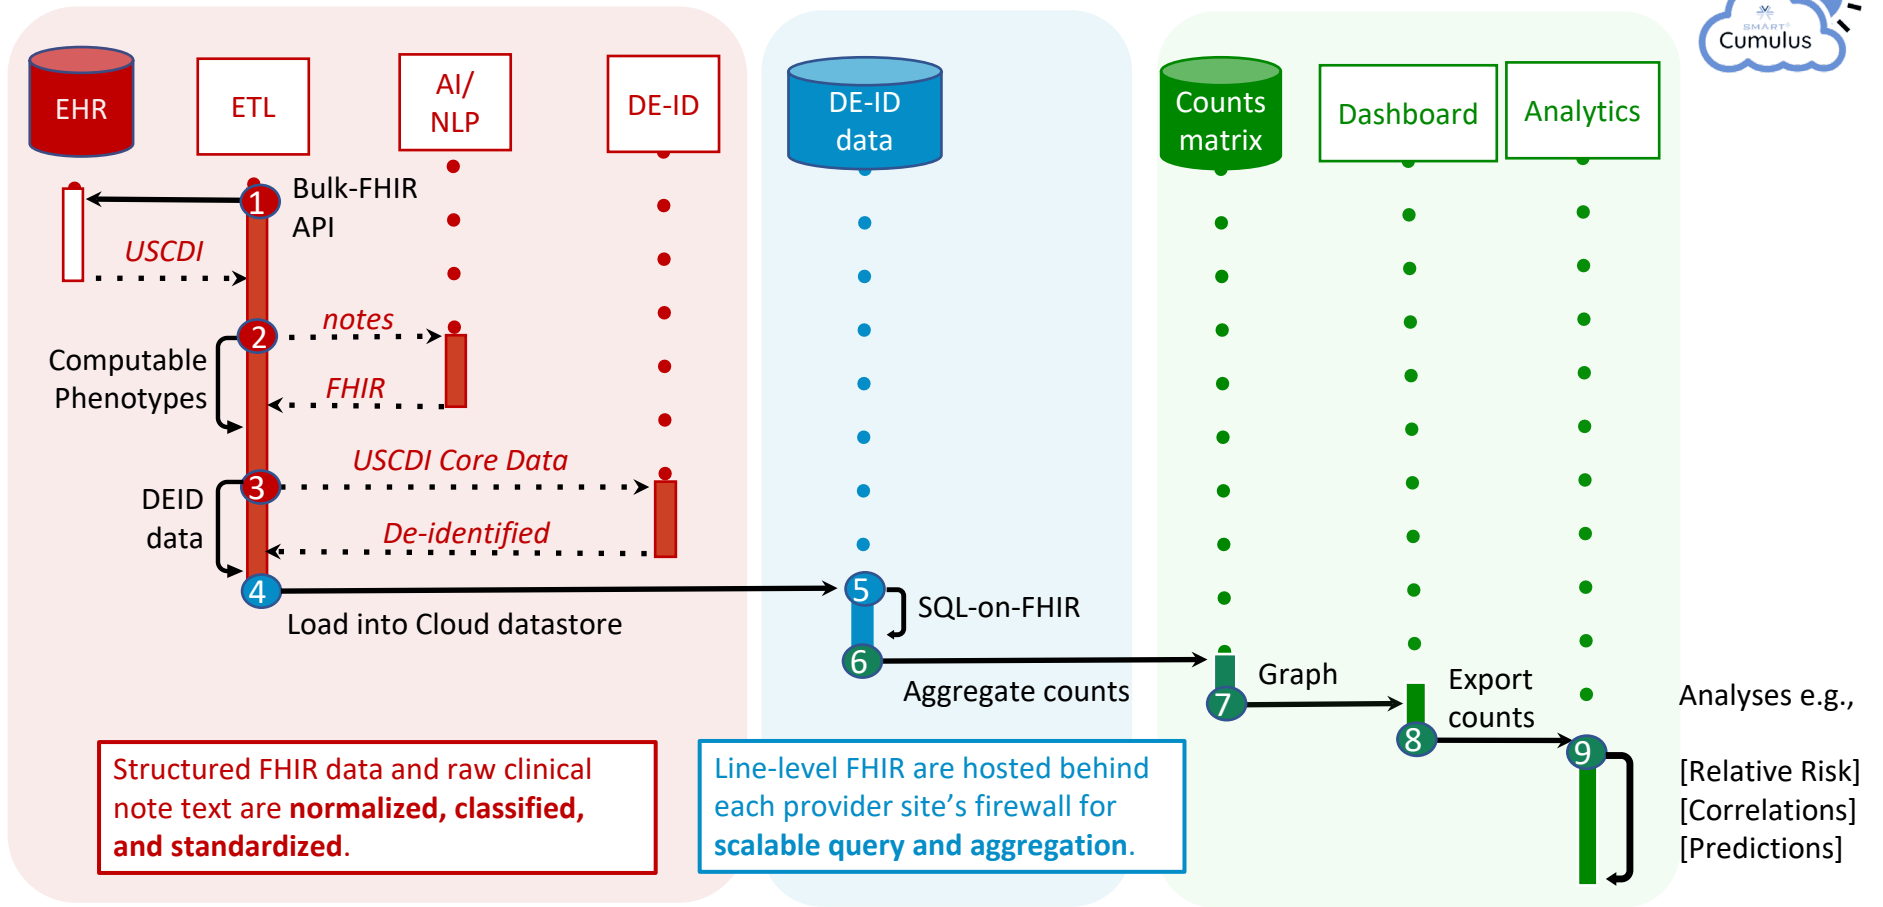 SMART®
Cumulus
EHR
ETL
AI/
NLP
DE-ID
DE-ID
data
Counts
matrix
Dashboard
Analytics
1
Bulk-FHIR
API
USCDI
2
notes
Computable
Phenotypes
FHIR
3
USCDI Core Data
DEID
data
De-identified
4
Load into Cloud datastore
5
SQL-on-FHIR
6
Aggregate counts
7
Graph
8
Export
counts
9
Analyses e.g.,
[Relative Risk]
[Correlations]
[Predictions]
Structured FHIR data and raw clinical
note text are normalized, classified,
and standardized.
Line-level FHIR are hosted behind
each provider site's firewall for
scalable query and aggregation.